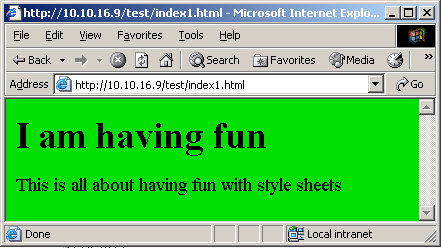 http://10.10.16.9/test/index1.html - Microsoft Internet Explo...
File Edit View Favorites Tools Help
Back Search Favorites Media »
Address http://10.10.16.9/test/index1.html Go
I am having fun
This is all about having fun with style sheets
Done Local intranet